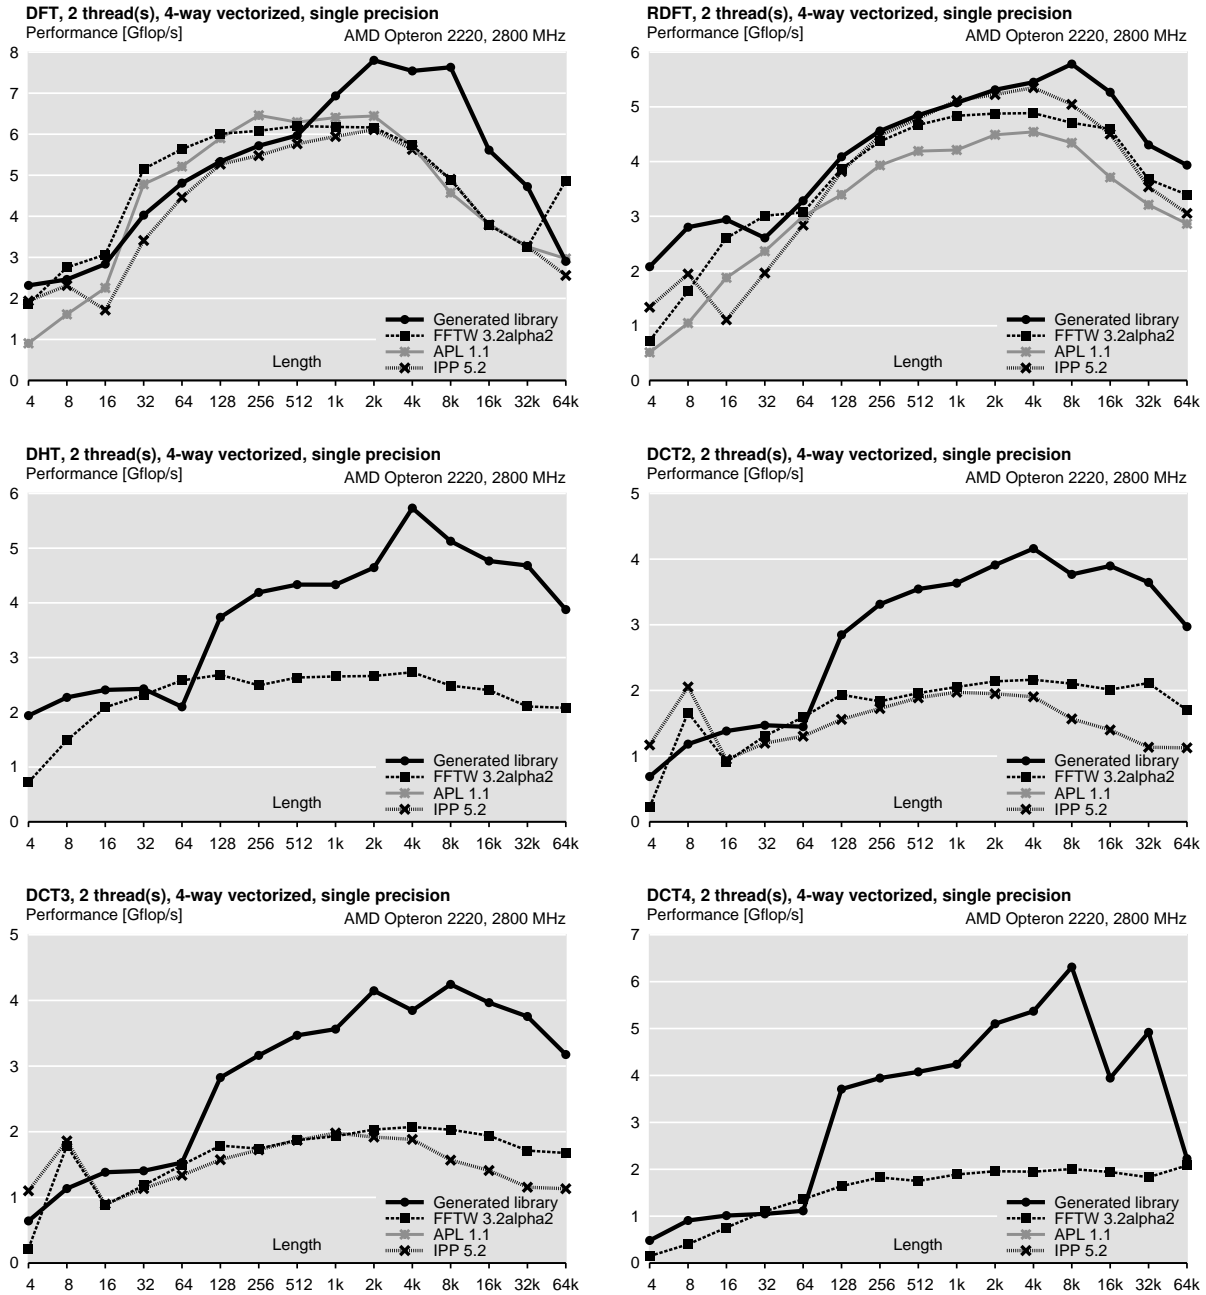 DFT, 2 thread(s), 4-way vectorized, single precision
Performance [Gflop/s] AMD Opteron 2220, 2800 MHz
8
7
6
5
4
3
2
1
0
Generated library
FFTW 3.2alpha2
APL 1.1
IPP 5.2
Length
4 8 16 32 64 128 256 512 1k 2k 4k 8k 16k 32k 64k
RDFT, 2 thread(s), 4-way vectorized, single precision
Performance [Gflop/s] AMD Opteron 2220, 2800 MHz
6
5
4
3
2
1
0
Generated library
FFTW 3.2alpha2
APL 1.1
IPP 5.2
Length
4 8 16 32 64 128 256 512 1k 2k 4k 8k 16k 32k 64k
DHT, 2 thread(s), 4-way vectorized, single precision
Performance [Gflop/s] AMD Opteron 2220, 2800 MHz
6
5
4
3
2
1
0
Generated library
FFTW 3.2alpha2
APL 1.1
IPP 5.2
Length
4 8 16 32 64 128 256 512 1k 2k 4k 8k 16k 32k 64k
DCT2, 2 thread(s), 4-way vectorized, single precision
Performance [Gflop/s] AMD Opteron 2220, 2800 MHz
5
4
3
2
1
0
Generated library
FFTW 3.2alpha2
APL 1.1
IPP 5.2
Length
4 8 16 32 64 128 256 512 1k 2k 4k 8k 16k 32k 64k
DCT3, 2 thread(s), 4-way vectorized, single precision
Performance [Gflop/s] AMD Opteron 2220, 2800 MHz
5
4
3
2
1
0
Generated library
FFTW 3.2alpha2
APL 1.1
IPP 5.2
Length
4 8 16 32 64 128 256 512 1k 2k 4k 8k 16k 32k 64k
DCT4, 2 thread(s), 4-way vectorized, single precision
Performance [Gflop/s] AMD Opteron 2220, 2800 MHz
7
6
5
4
3
2
1
0
Generated library
FFTW 3.2alpha2
APL 1.1
IPP 5.2
Length
4 8 16 32 64 128 256 512 1k 2k 4k 8k 16k 32k 64k